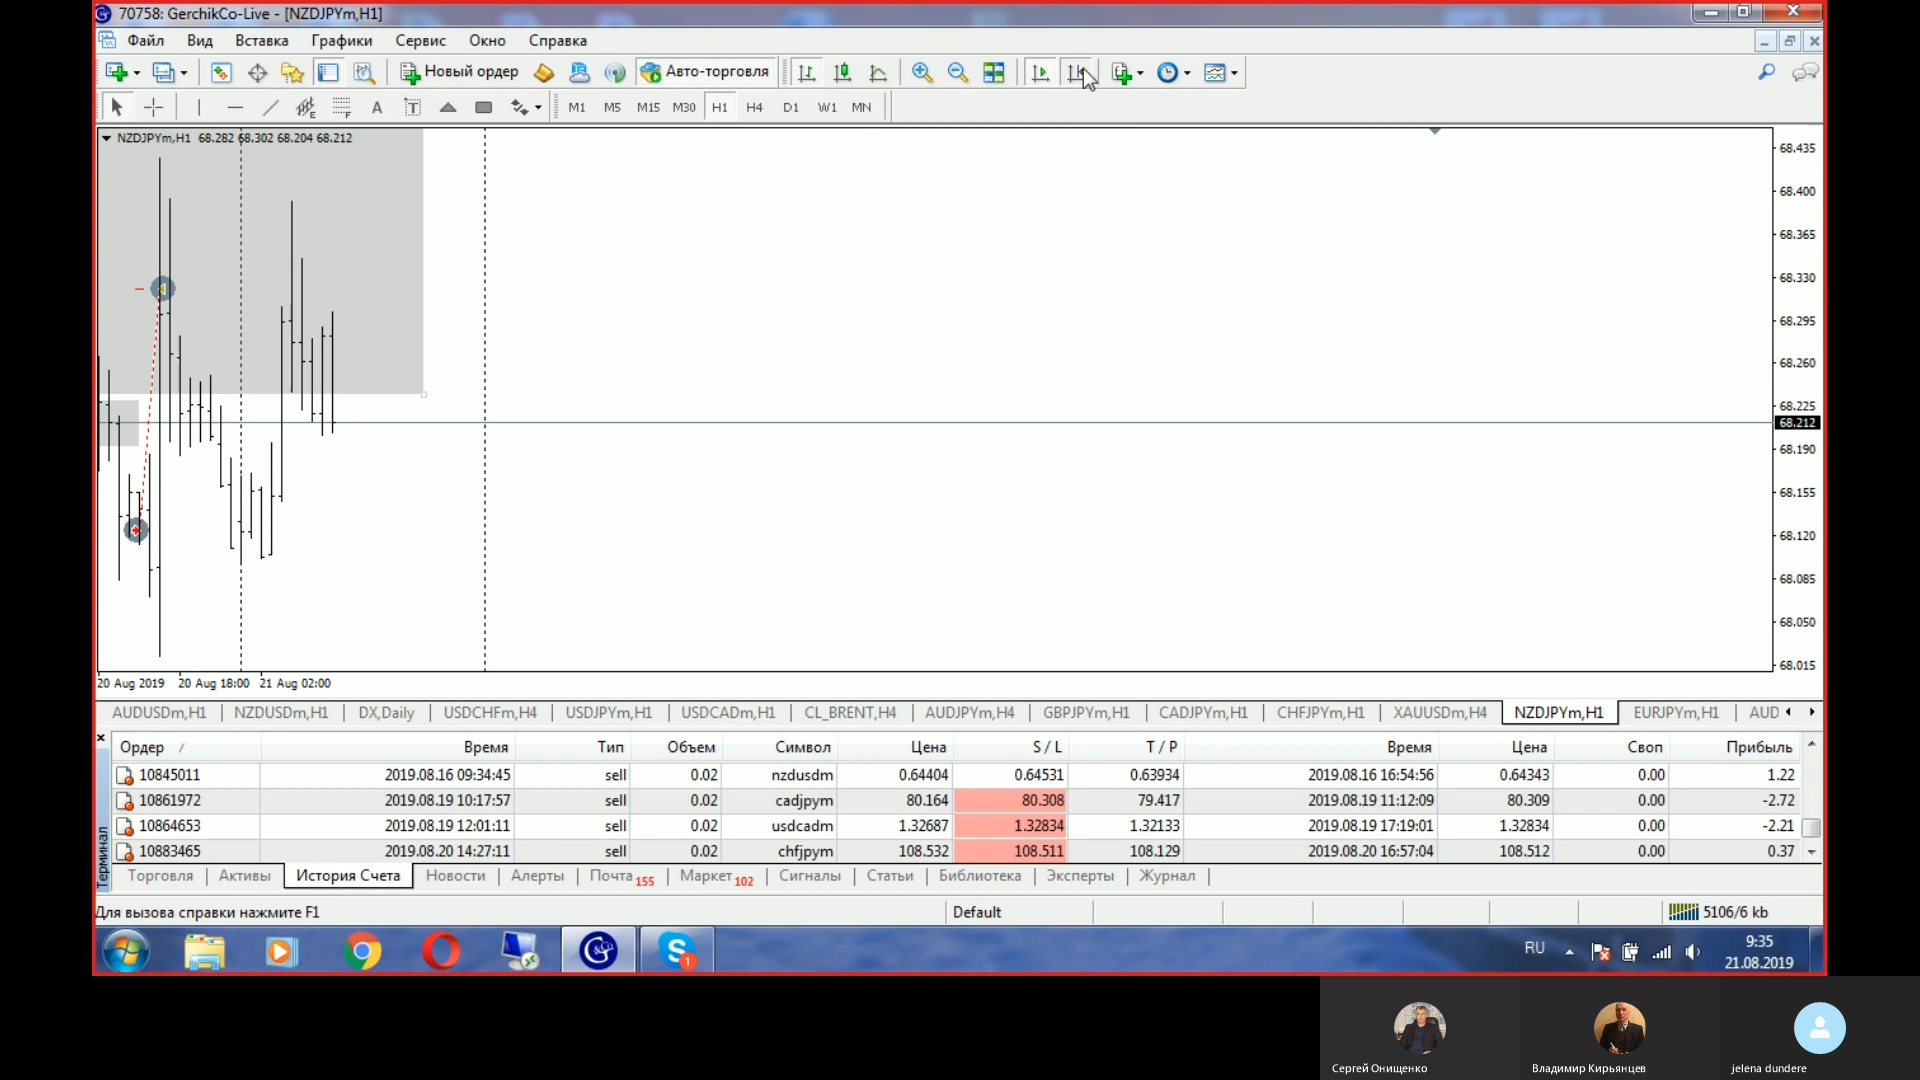 70758: GerchikCo-Live - [NZDJPYm,H1]
Файл Вид Вставка Графики Сервис Окно Справка
Новый ордер Авто-торговля
A T E F M1 M5 M15 M30 H1 H4 D1 W1 MN
NZDJPYm,H1 68.282 68.302 68.204 68.212
68.435
68.400
68.365
68.330
68.295
68.260
68.225
68.212
68.190
68.155
68.120
68.085
68.050
68.015
20 Aug 2019 20 Aug 18:00 21 Aug 02:00
AUDUSDm,H1 NZDUSDm,H1 DX,Daily USDCHFm,H4 USDJPYm,H1 USDCADm,H1 CL_BRENT,H4 AUDJPYm,H4 GBPJPYm,H1 CADJPYm,H1 CHFJPYm,H1 XAUUSDm,H4 NZDJPYm,H1 EURJPYm,H1 AUD
Ордер / Время Тип Объем Символ Цена S / L T / P Время Цена Своп Прибыль
10845011 2019.08.16 09:34:45 sell 0.02 nzdusdm 0.64404 0.64531 0.63934 2019.08.16 16:54:56 0.64343 0.00 1.22
10861972 2019.08.19 10:17:57 sell 0.02 cadjpym 80.164 80.308 79.417 2019.08.19 11:12:09 80.309 0.00 -2.72
10864653 2019.08.19 12:01:11 sell 0.02 usdcadm 1.32687 1.32834 1.32133 2019.08.19 17:19:01 1.32834 0.00 -2.21
10883465 2019.08.20 14:27:11 sell 0.02 chfjpym 108.532 108.511 108.129 2019.08.20 16:57:04 108.512 0.00 0.37
Терминал
Торговля Активы История Счета Новости Алерты Почта 155 Маркет 102 Сигналы Статьи Библиотека Эксперты Журнал
Для вызова справки нажмите F1 Default 5106/6 kb
RU 9:35
21.08.2019
Сергей Онищенко Владимир Кирьянцев jelena dundere